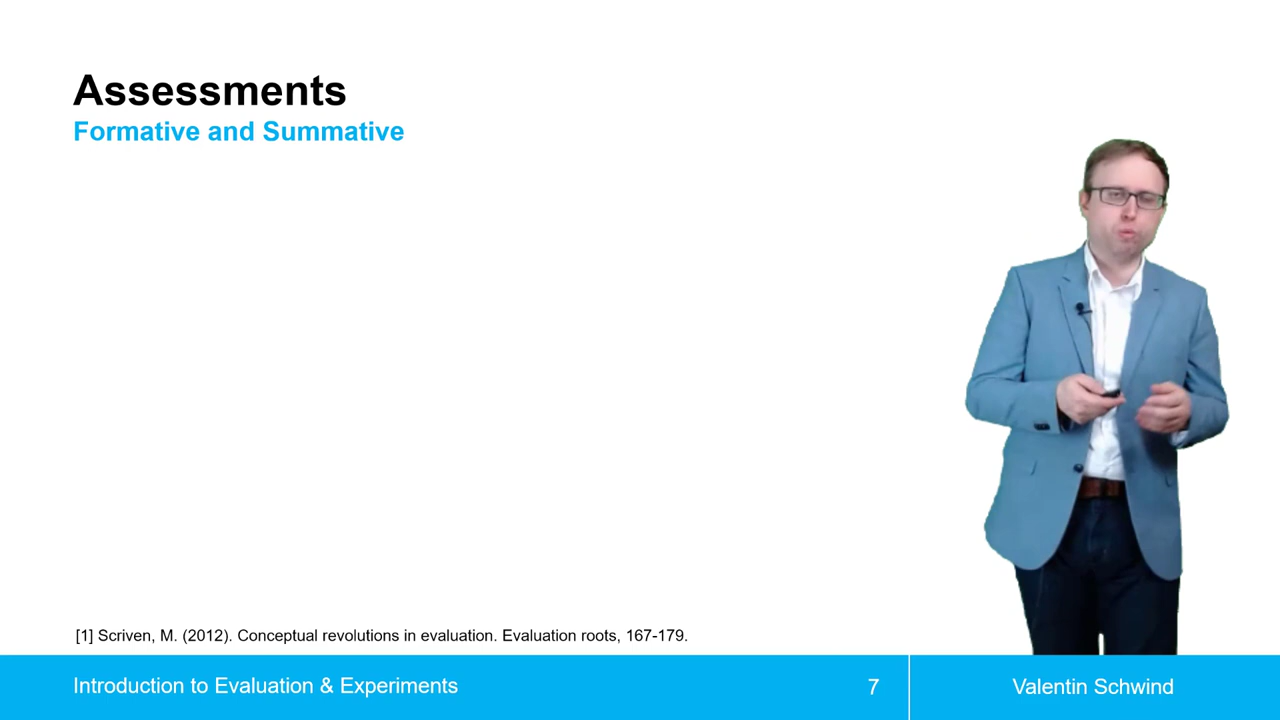 Assessments
Formative and Summative
[1] Scriven, M. (2012). Conceptual revolutions in evaluation. Evaluation roots, 167-179.
Introduction to Evaluation & Experiments
7
Valentin Schwind